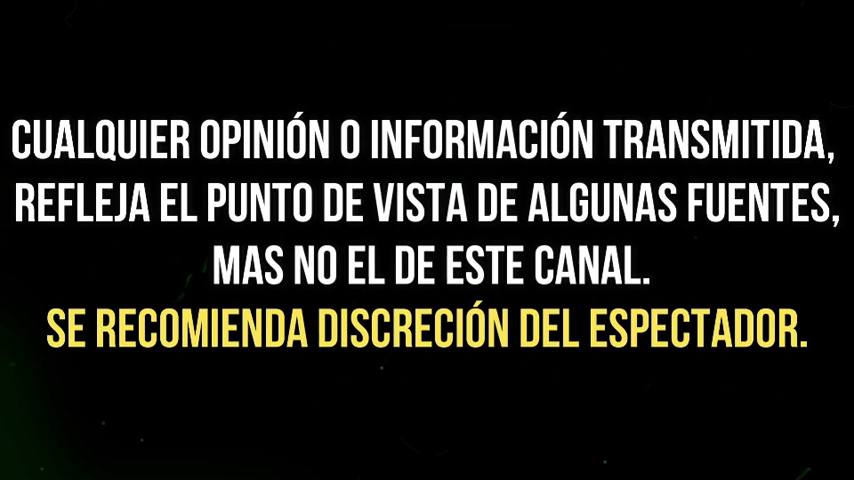 CUALQUIER OPINIÓN O INFORMACIÓN TRANSMITIDA,
REFLEJA EL PUNTO DE VISTA DE ALGUNAS FUENTES,
MAS NO EL DE ESTE CANAL.
SE RECOMIENDA DISCRECIÓN DEL ESPECTADOR.